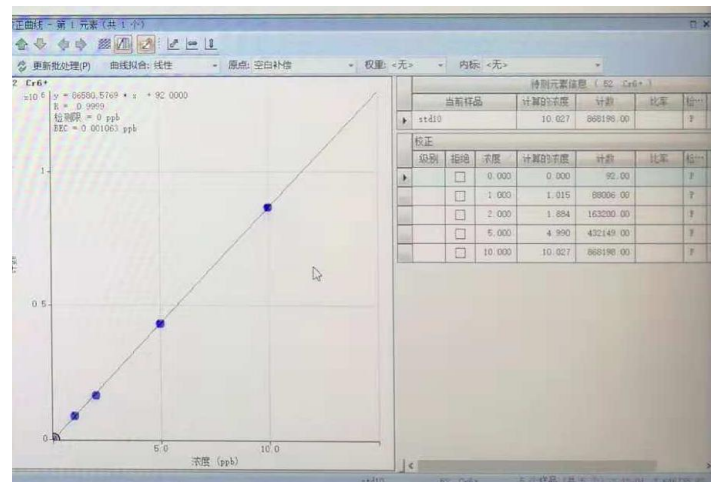 正曲线 - 第 1 元素 (共 1 个)
更新批处理(P) 曲线拟合: 线性 原点: 空白补偿 权重: <无> 内标: <无>
2 Cr6+
x10 6
y = 86580.5769 * x + 92.0000
R = 0.9999
检测限 = 0 ppb
BEC = 0.001063 ppb
1
0.5
0
5.0 10.0
浓度 (ppb)
待测元素信息 ( 52 Cr6+ )
当前样品 计算的浓度 计数 比率 检…
std10 10.027 868198.00 P
校正
级别 拒绝 浓度 计算的浓度 计数 比率 检…
0.000 0.000 92.00 P
1.000 1.015 88006.00 P
2.000 1.884 163200.00 P
5.000 4.990 432149.00 P
10.000 10.027 868198.00 P
std10 52 Cr6+